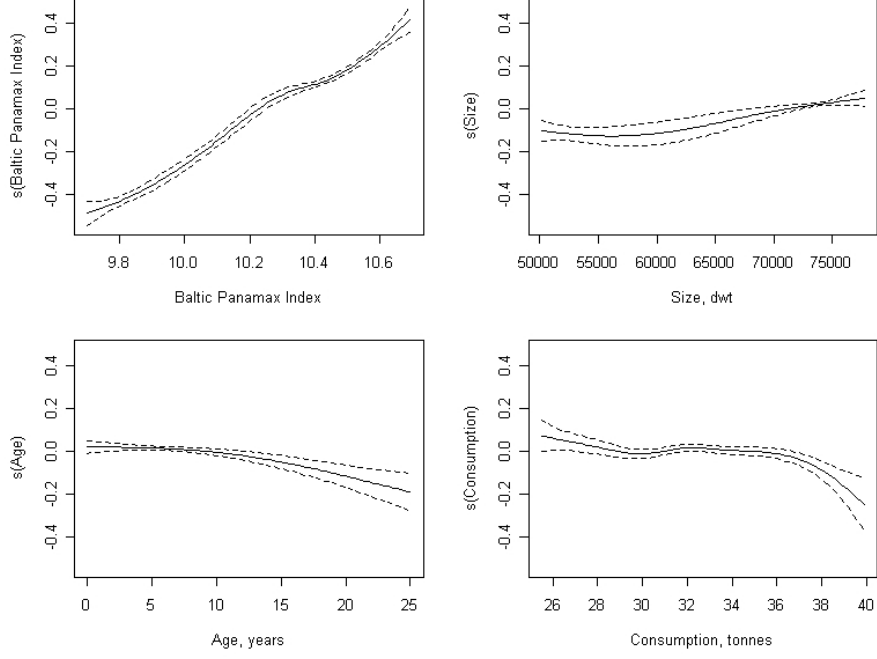 s(Baltic Panamax Index)
0.4
0.2
0.0
-0.2
-0.4
9.8 10.0 10.2 10.4 10.6
Baltic Panamax Index
s(Size)
0.4
0.2
0.0
-0.2
-0.4
50000 55000 60000 65000 70000 75000
Size, dwt
s(Age)
0.4
0.2
0.0
-0.2
-0.4
0 5 10 15 20 25
Age, years
s(Consumption)
0.4
0.2
0.0
-0.2
-0.4
26 28 30 32 34 36 38 40
Consumption, tonnes